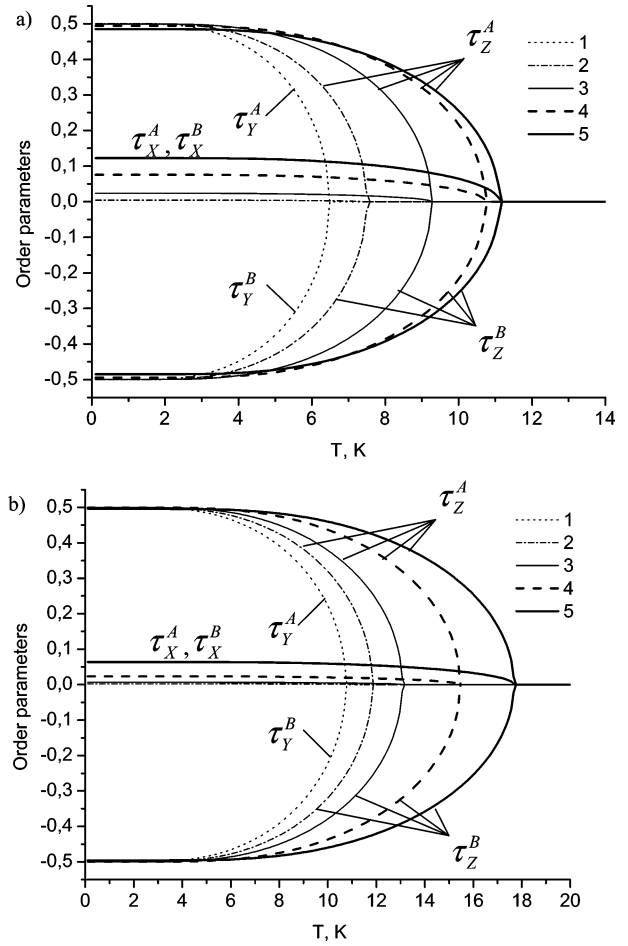 a)
0,5
0,4
0,3
0,2
0,1
0,0
-0,1
-0,2
-0,3
-0,4
-0,5
Order parameters
τ_Z^A
τ_Y^A
τ_X^A, τ_X^B
τ_Y^B
τ_Z^B
1
2
3
4
5
0 2 4 6 8 10 12 14
T, K
b)
0,5
0,4
0,3
0,2
0,1
0,0
-0,1
-0,2
-0,3
-0,4
-0,5
Order parameters
τ_Z^A
τ_Y^A
τ_X^A, τ_X^B
τ_Y^B
τ_Z^B
1
2
3
4
5
0 2 4 6 8 10 12 14 16 18 20
T, K